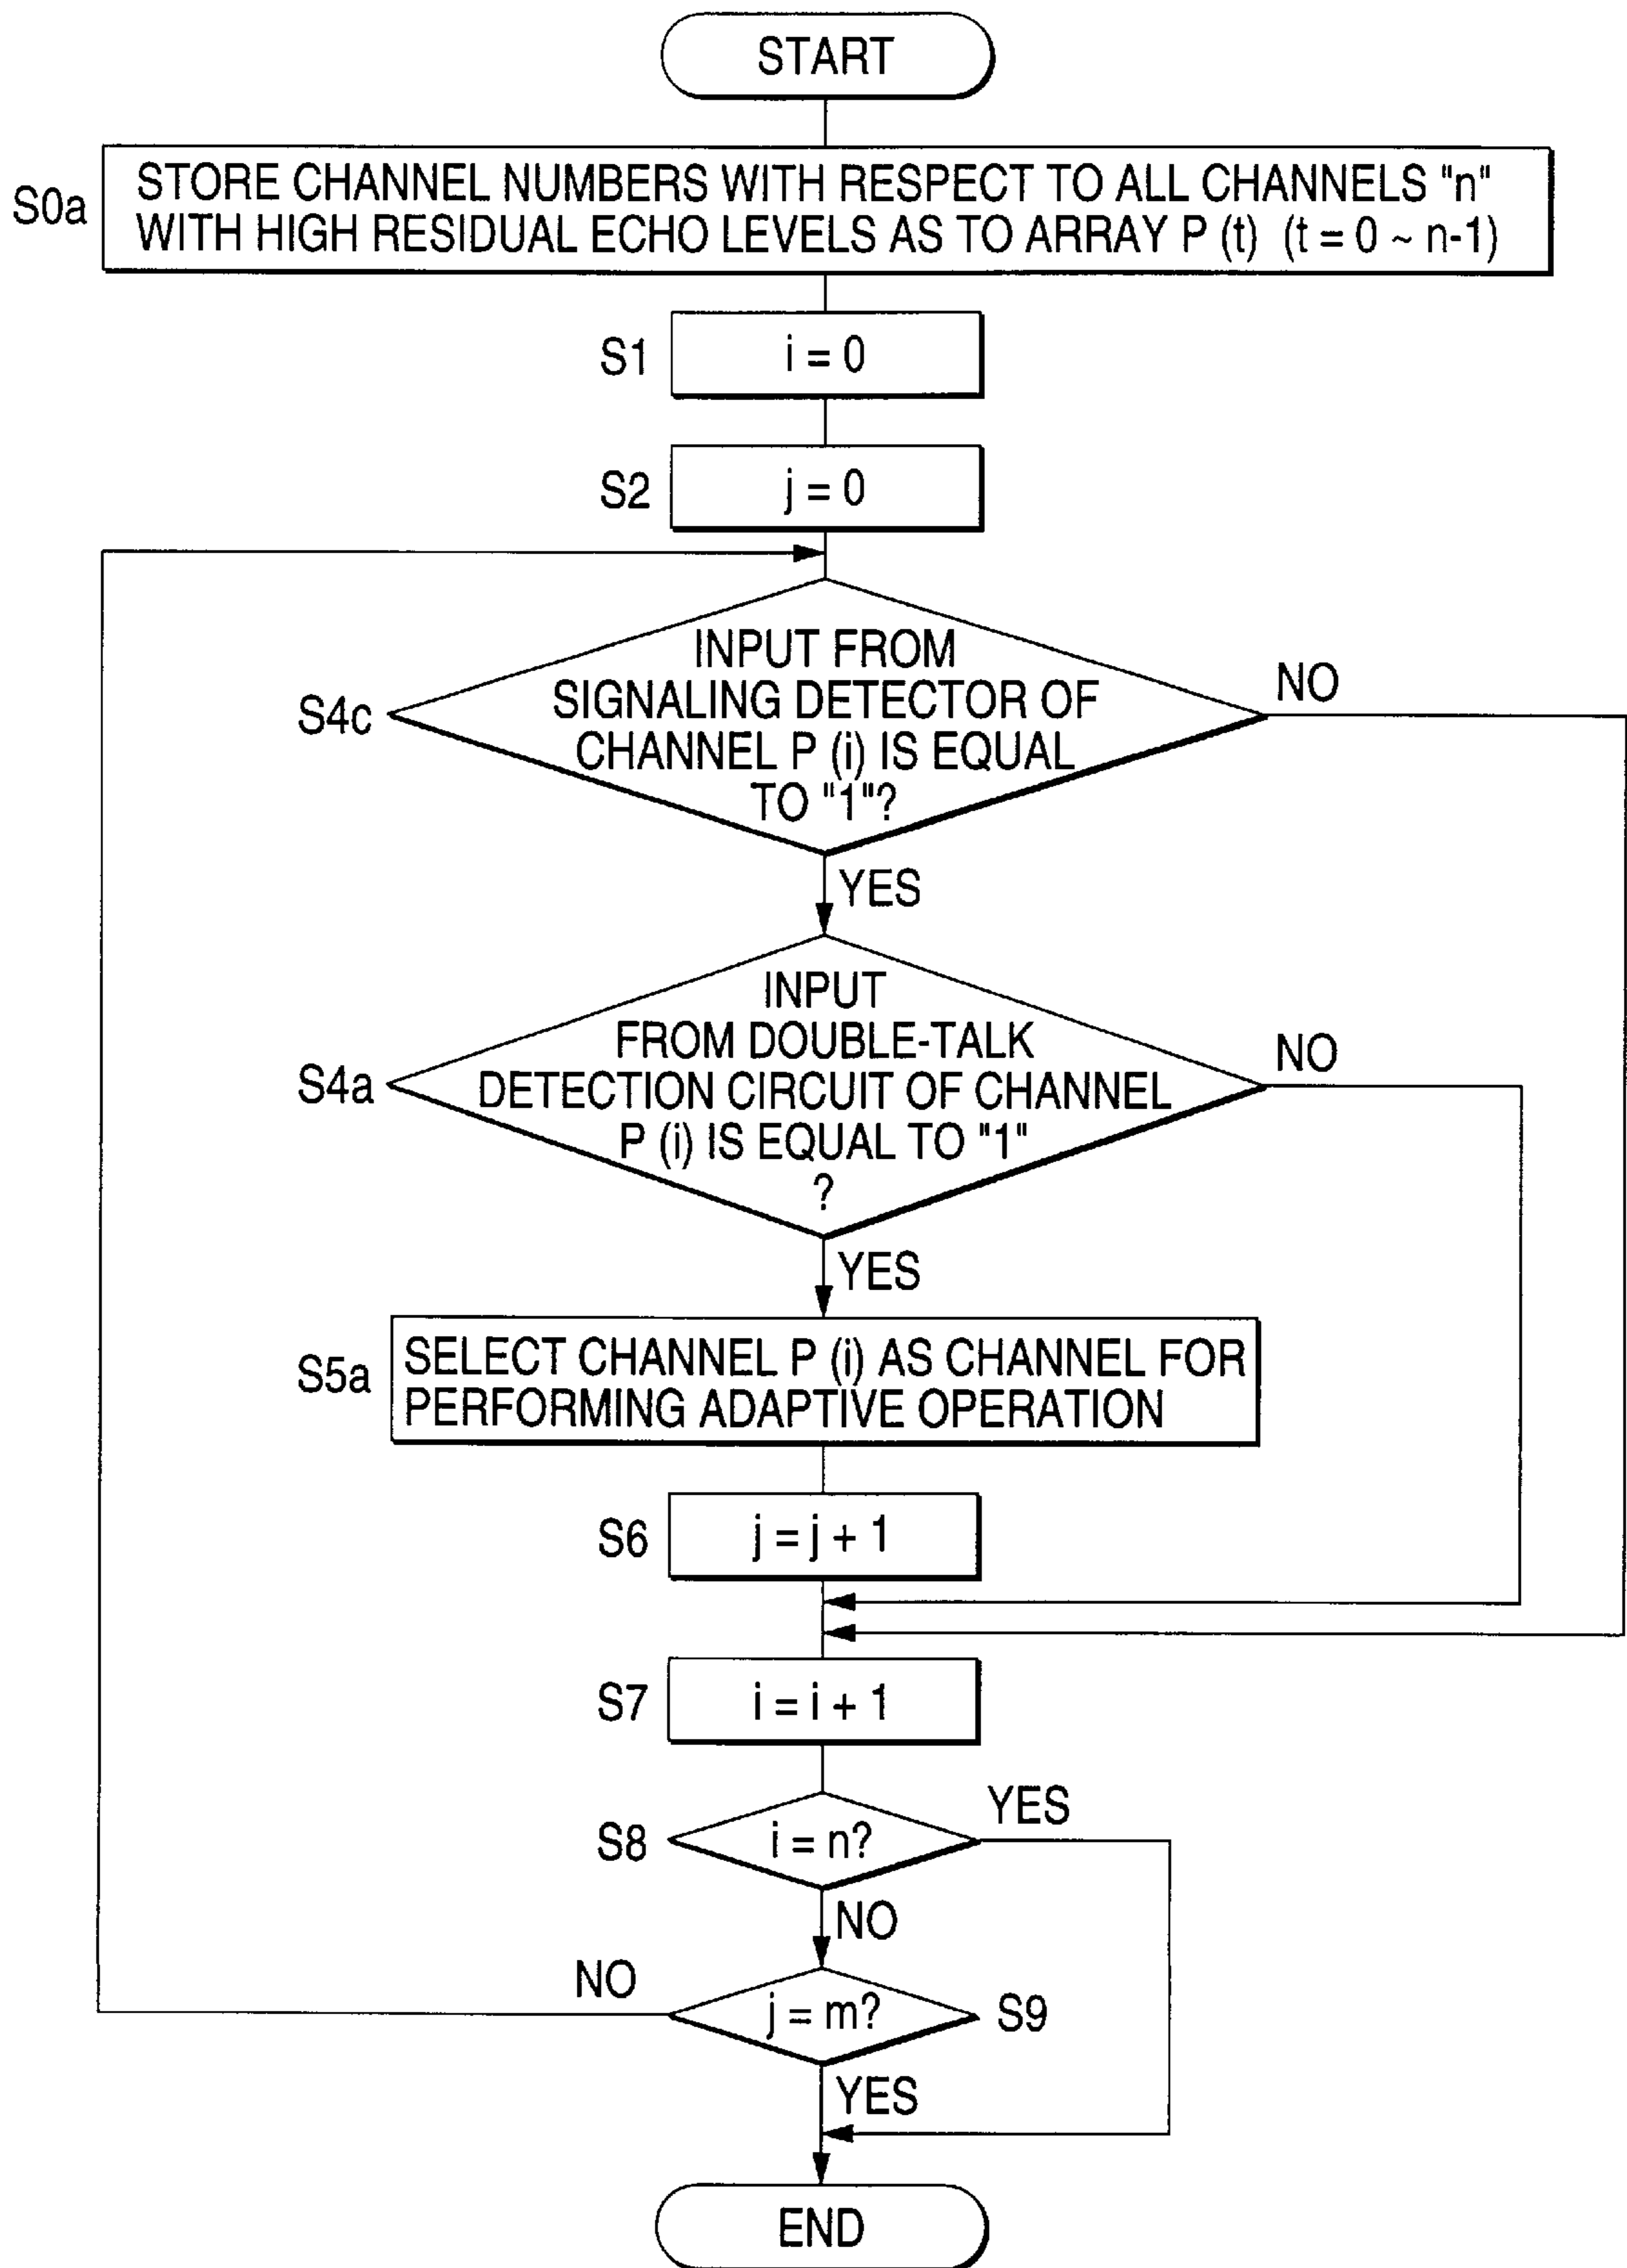 START
S0a
STORE CHANNEL NUMBERS WITH RESPECT TO ALL CHANNELS "n"
WITH HIGH RESIDUAL ECHO LEVELS AS TO ARRAY P (t) (t = 0 ~ n-1)
S1
i = 0
S2
j = 0
S4c
INPUT FROM
SIGNALING DETECTOR OF
CHANNEL P (i) IS EQUAL
TO "1"?
NO
YES
S4a
INPUT
FROM DOUBLE-TALK
DETECTION CIRCUIT OF CHANNEL
P (i) IS EQUAL TO "1"
?
NO
YES
S5a
SELECT CHANNEL P (i) AS CHANNEL FOR
PERFORMING ADAPTIVE OPERATION
S6
j = j + 1
S7
i = i + 1
S8
i = n?
YES
NO
NO
j = m?
S9
YES
END